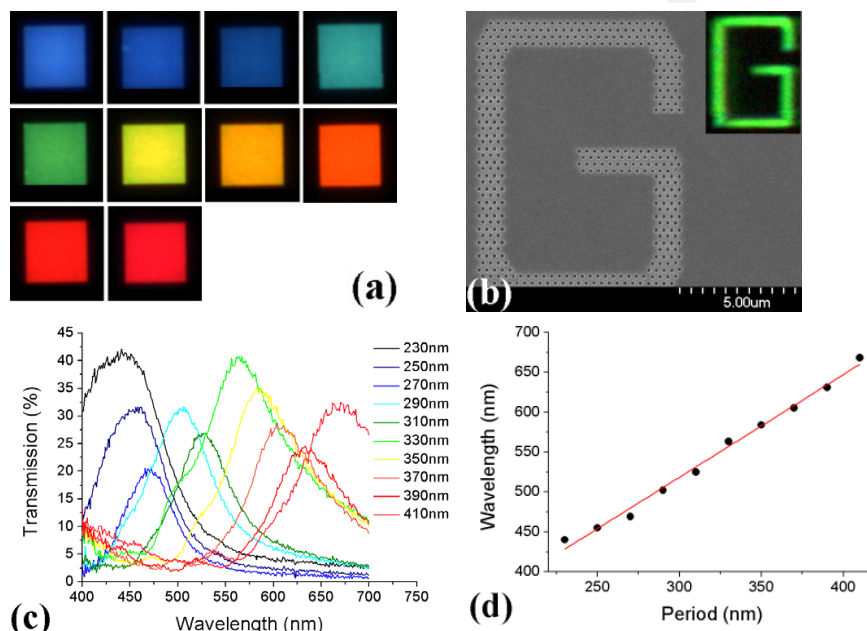 (a)
G
(b)
5.00um
45
40
35
30
25
20
15
10
5
0
400 450 500 550 600 650 700
Transmission (%)
Wavelength (nm)
230nm
250nm
270nm
290nm
310nm
330nm
350nm
370nm
390nm
410nm
(c)
700
650
600
550
500
450
400
250 300 350 400
Wavelength (nm)
Period (nm)
(d)